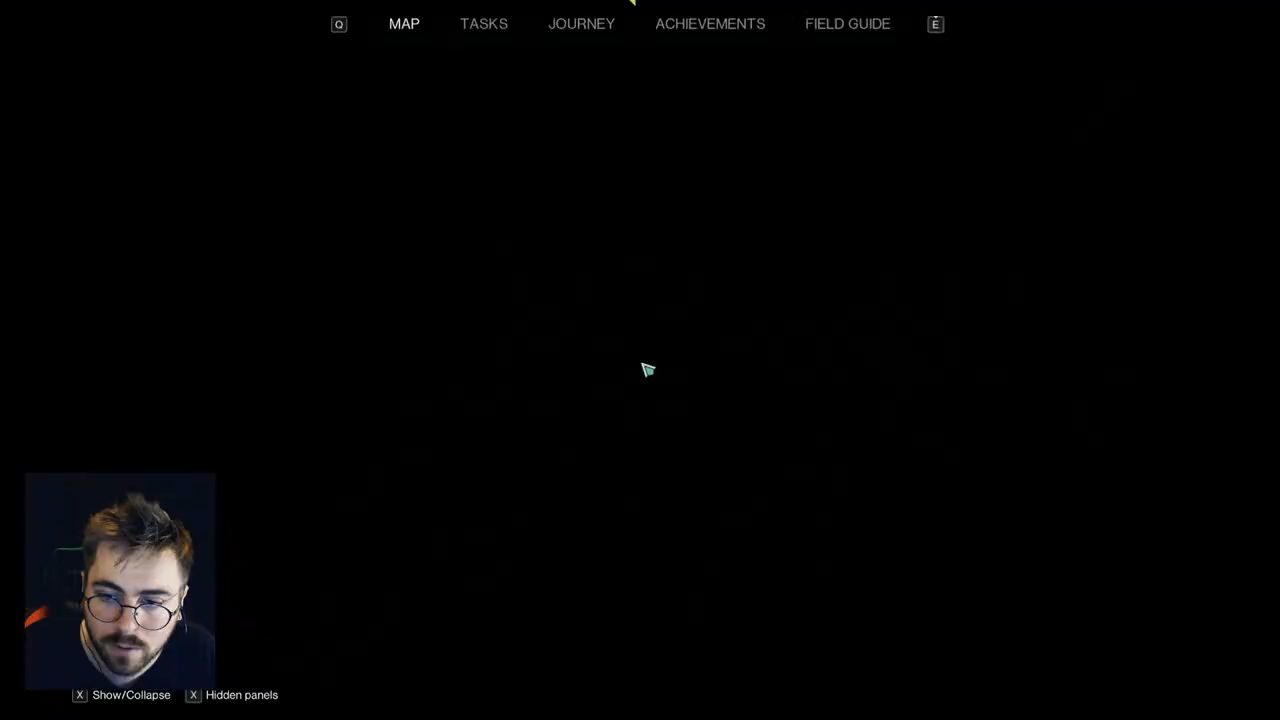 Q MAP TASKS JOURNEY ACHIEVEMENTS FIELD GUIDE E
X Show/Collapse X Hidden panels